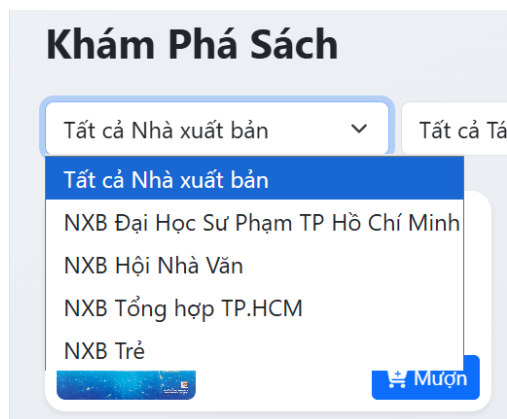 Khám Phá Sách
Tất cả Nhà xuất bản
Tất cả Tá
Tất cả Nhà xuất bản
NXB Đại Học Sư Phạm TP Hồ Chí Minh
NXB Hội Nhà Văn
NXB Tổng hợp TP.HCM
NXB Trẻ
Mượn